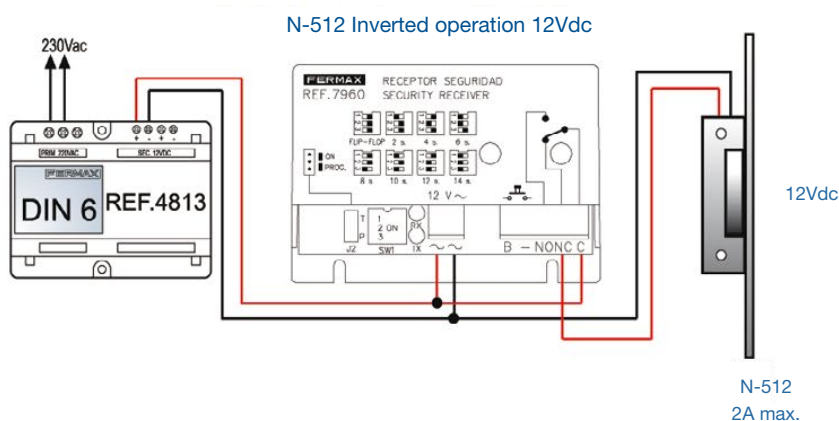 N-512 Inverted operation 12Vdc
230Vac
+ - + -
PRIM. 220VAC.
SEC. 12VDC
FERMAX
DIN 6
REF.4813
FERMAX
RECEPTOR SEGURIDAD
REF.7960
SECURITY RECEIVER
FLIP-FLOP 2 s. 4 s. 6 s.
ON
PROC.
8 s. 10 s. 12 s. 14 s.
12 V ~
T
P
J2
1
2 ON
3
SW1
RX
TX
~ ~
B - NO NC C
12Vdc
N-512
2A max.